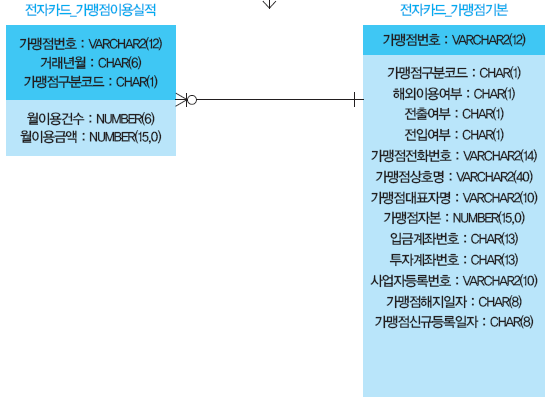 전자카드_가맹점이용실적
가맹점번호 : VARCHAR2(12)
거래년월 : CHAR(6)
가맹점구분코드 : CHAR(1)
월이용건수 : NUMBER(6)
월이용금액 : NUMBER(15,0)
전자카드_가맹점기본
가맹점번호 : VARCHAR2(12)
가맹점구분코드 : CHAR(1)
해외이용여부 : CHAR(1)
전출여부 : CHAR(1)
전입여부 : CHAR(1)
가맹점전화번호 : VARCHAR2(14)
가맹점상호명 : VARCHAR2(40)
가맹점대표자명 : VARCHAR2(10)
가맹점자본 : NUMBER(15,0)
입금계좌번호 : CHAR(13)
투자계좌번호 : CHAR(13)
사업자등록번호 : VARCHAR2(10)
가맹점해지일자 : CHAR(8)
가맹점신규등록일자 : CHAR(8)